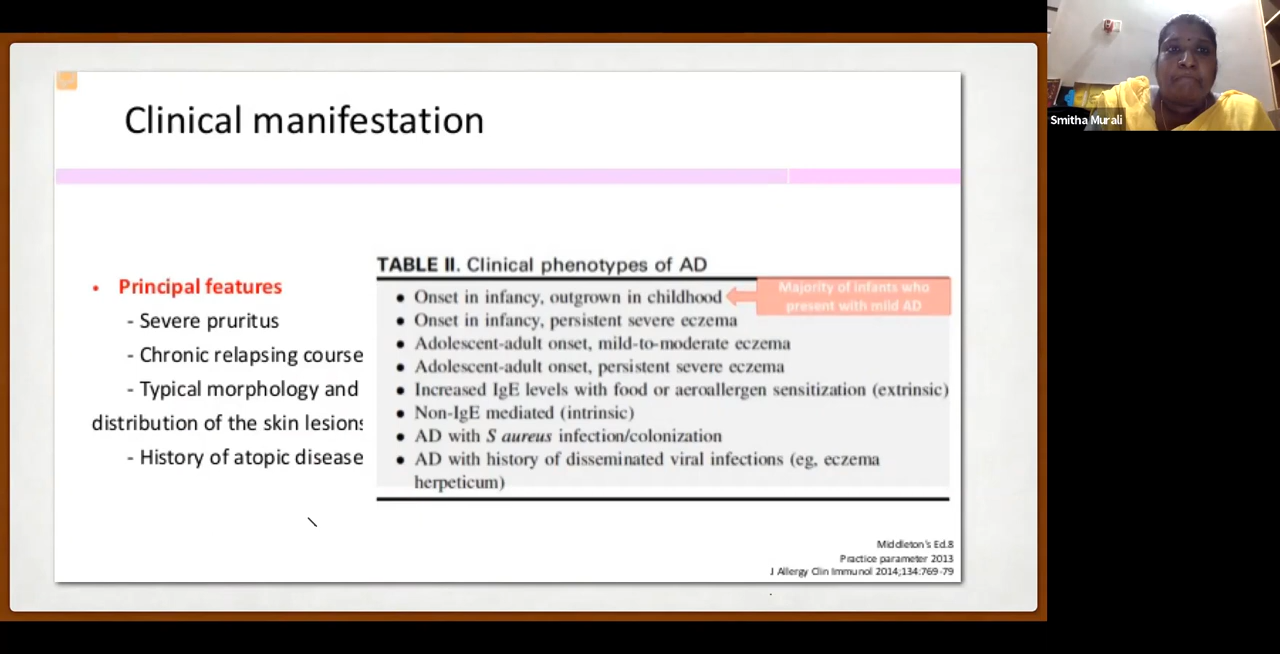 Clinical manifestation
• Principal features
- Severe pruritus
- Chronic relapsing course
- Typical morphology and
distribution of the skin lesions
- History of atopic disease
TABLE II. Clinical phenotypes of AD
• Onset in infancy, outgrown in childhood
Majority of infants who
present with mild AD
• Onset in infancy, persistent severe eczema
• Adolescent-adult onset, mild-to-moderate eczema
• Adolescent-adult onset, persistent severe eczema
• Increased IgE levels with food or aeroallergen sensitization (extrinsic)
• Non-IgE mediated (intrinsic)
• AD with S aureus infection/colonization
• AD with history of disseminated viral infections (eg, eczema
herpeticum)
Middleton's Ed.8
Practice parameter 2013
J Allergy Clin Immunol 2014;134:769-79
Smitha Murali